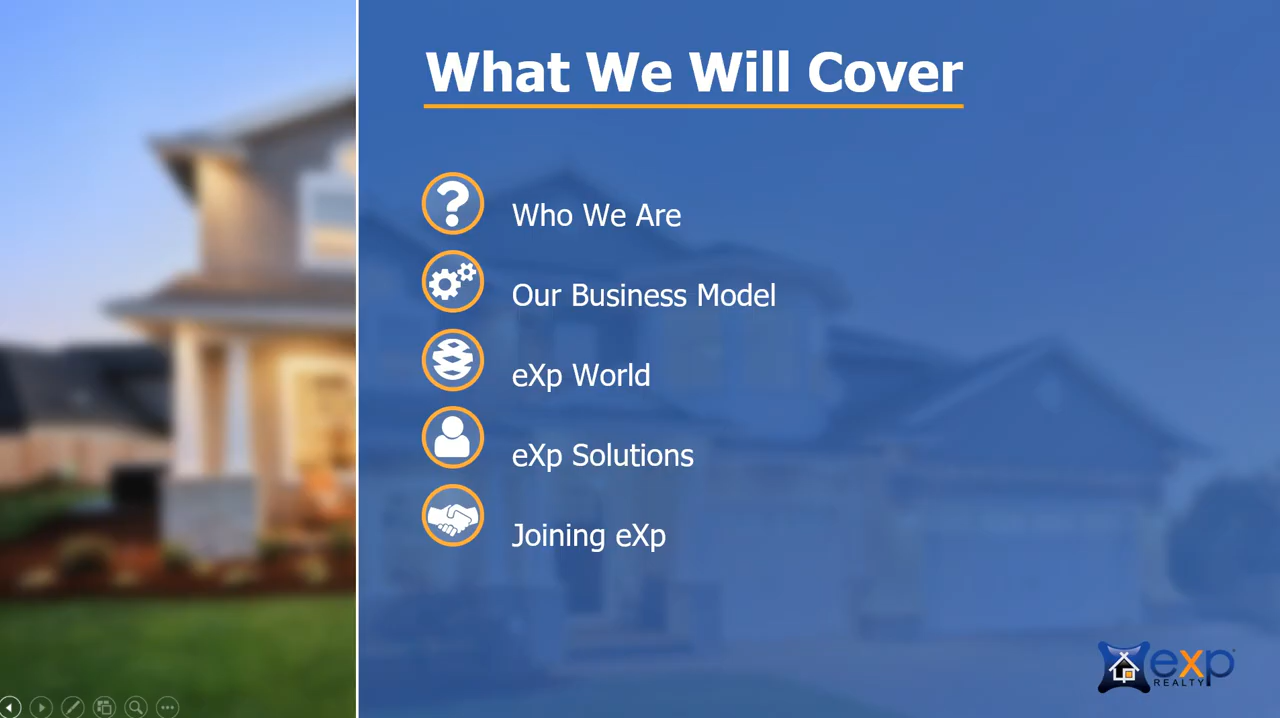 What We Will Cover
Who We Are
Our Business Model
eXp World
eXp Solutions
Joining eXp
eXp
REALTY